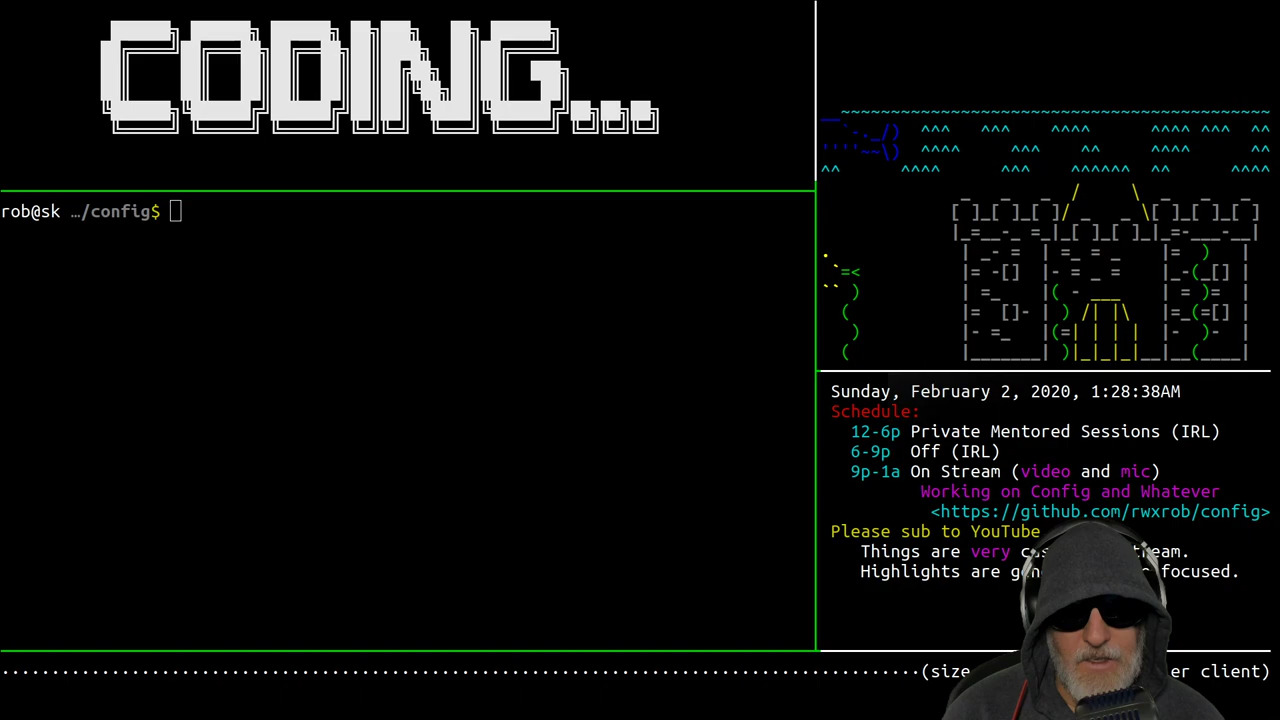 CODING...
rob@sk …/config$
Sunday, February 2, 2020, 1:28:38AM
Schedule:
12-6p Private Mentored Sessions (IRL)
6-9p Off (IRL)
9p-1a On Stream (video and mic)
Working on Config and Whatever
<https://github.com/rwxrob/config>
Please sub to YouTube
Things are very
Highlights are focused.
(size er client)